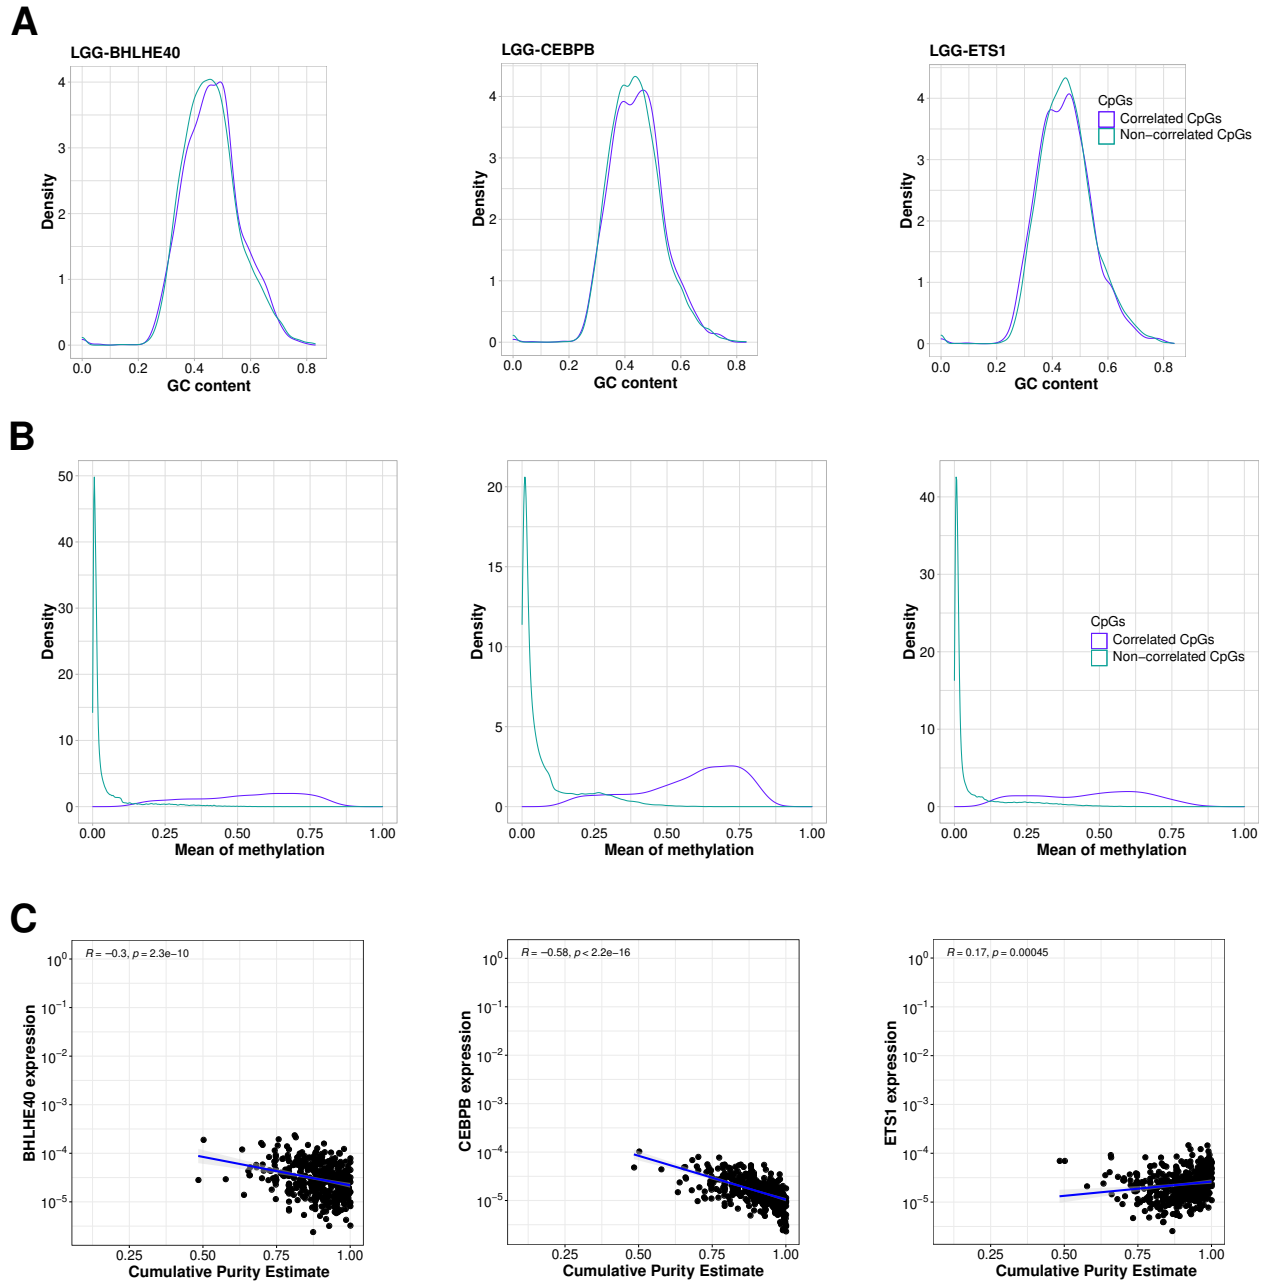 A
LGG-BHLHE40
LGG-CEBPB
LGG-ETS1
Density
4
3
2
1
0
0.0 0.2 0.4 0.6 0.8
GC content
Density
4
3
2
1
0
0.0 0.2 0.4 0.6 0.8
GC content
Density
4
3
2
1
0
0.0 0.2 0.4 0.6 0.8
GC content
CpGs
Correlated CpGs
Non−correlated CpGs
B
Density
50
40
30
20
10
0
0.00 0.25 0.50 0.75 1.00
Mean of methylation
Density
20
15
10
5
0
0.00 0.25 0.50 0.75 1.00
Mean of methylation
Density
40
30
20
10
0
0.00 0.25 0.50 0.75 1.00
Mean of methylation
CpGs
Correlated CpGs
Non−correlated CpGs
C
R = −0.3, p = 2.3e−10
BHLHE40 expression
10⁰
10⁻¹
10⁻²
10⁻³
10⁻⁴
10⁻⁵
0.25 0.50 0.75 1.00
Cumulative Purity Estimate
R = −0.58, p < 2.2e−16
CEBPB expression
10⁰
10⁻¹
10⁻²
10⁻³
10⁻⁴
10⁻⁵
0.25 0.50 0.75 1.00
Cumulative Purity Estimate
R = 0.17, p = 0.00045
ETS1 expression
10⁰
10⁻¹
10⁻²
10⁻³
10⁻⁴
10⁻⁵
0.25 0.50 0.75 1.00
Cumulative Purity Estimate